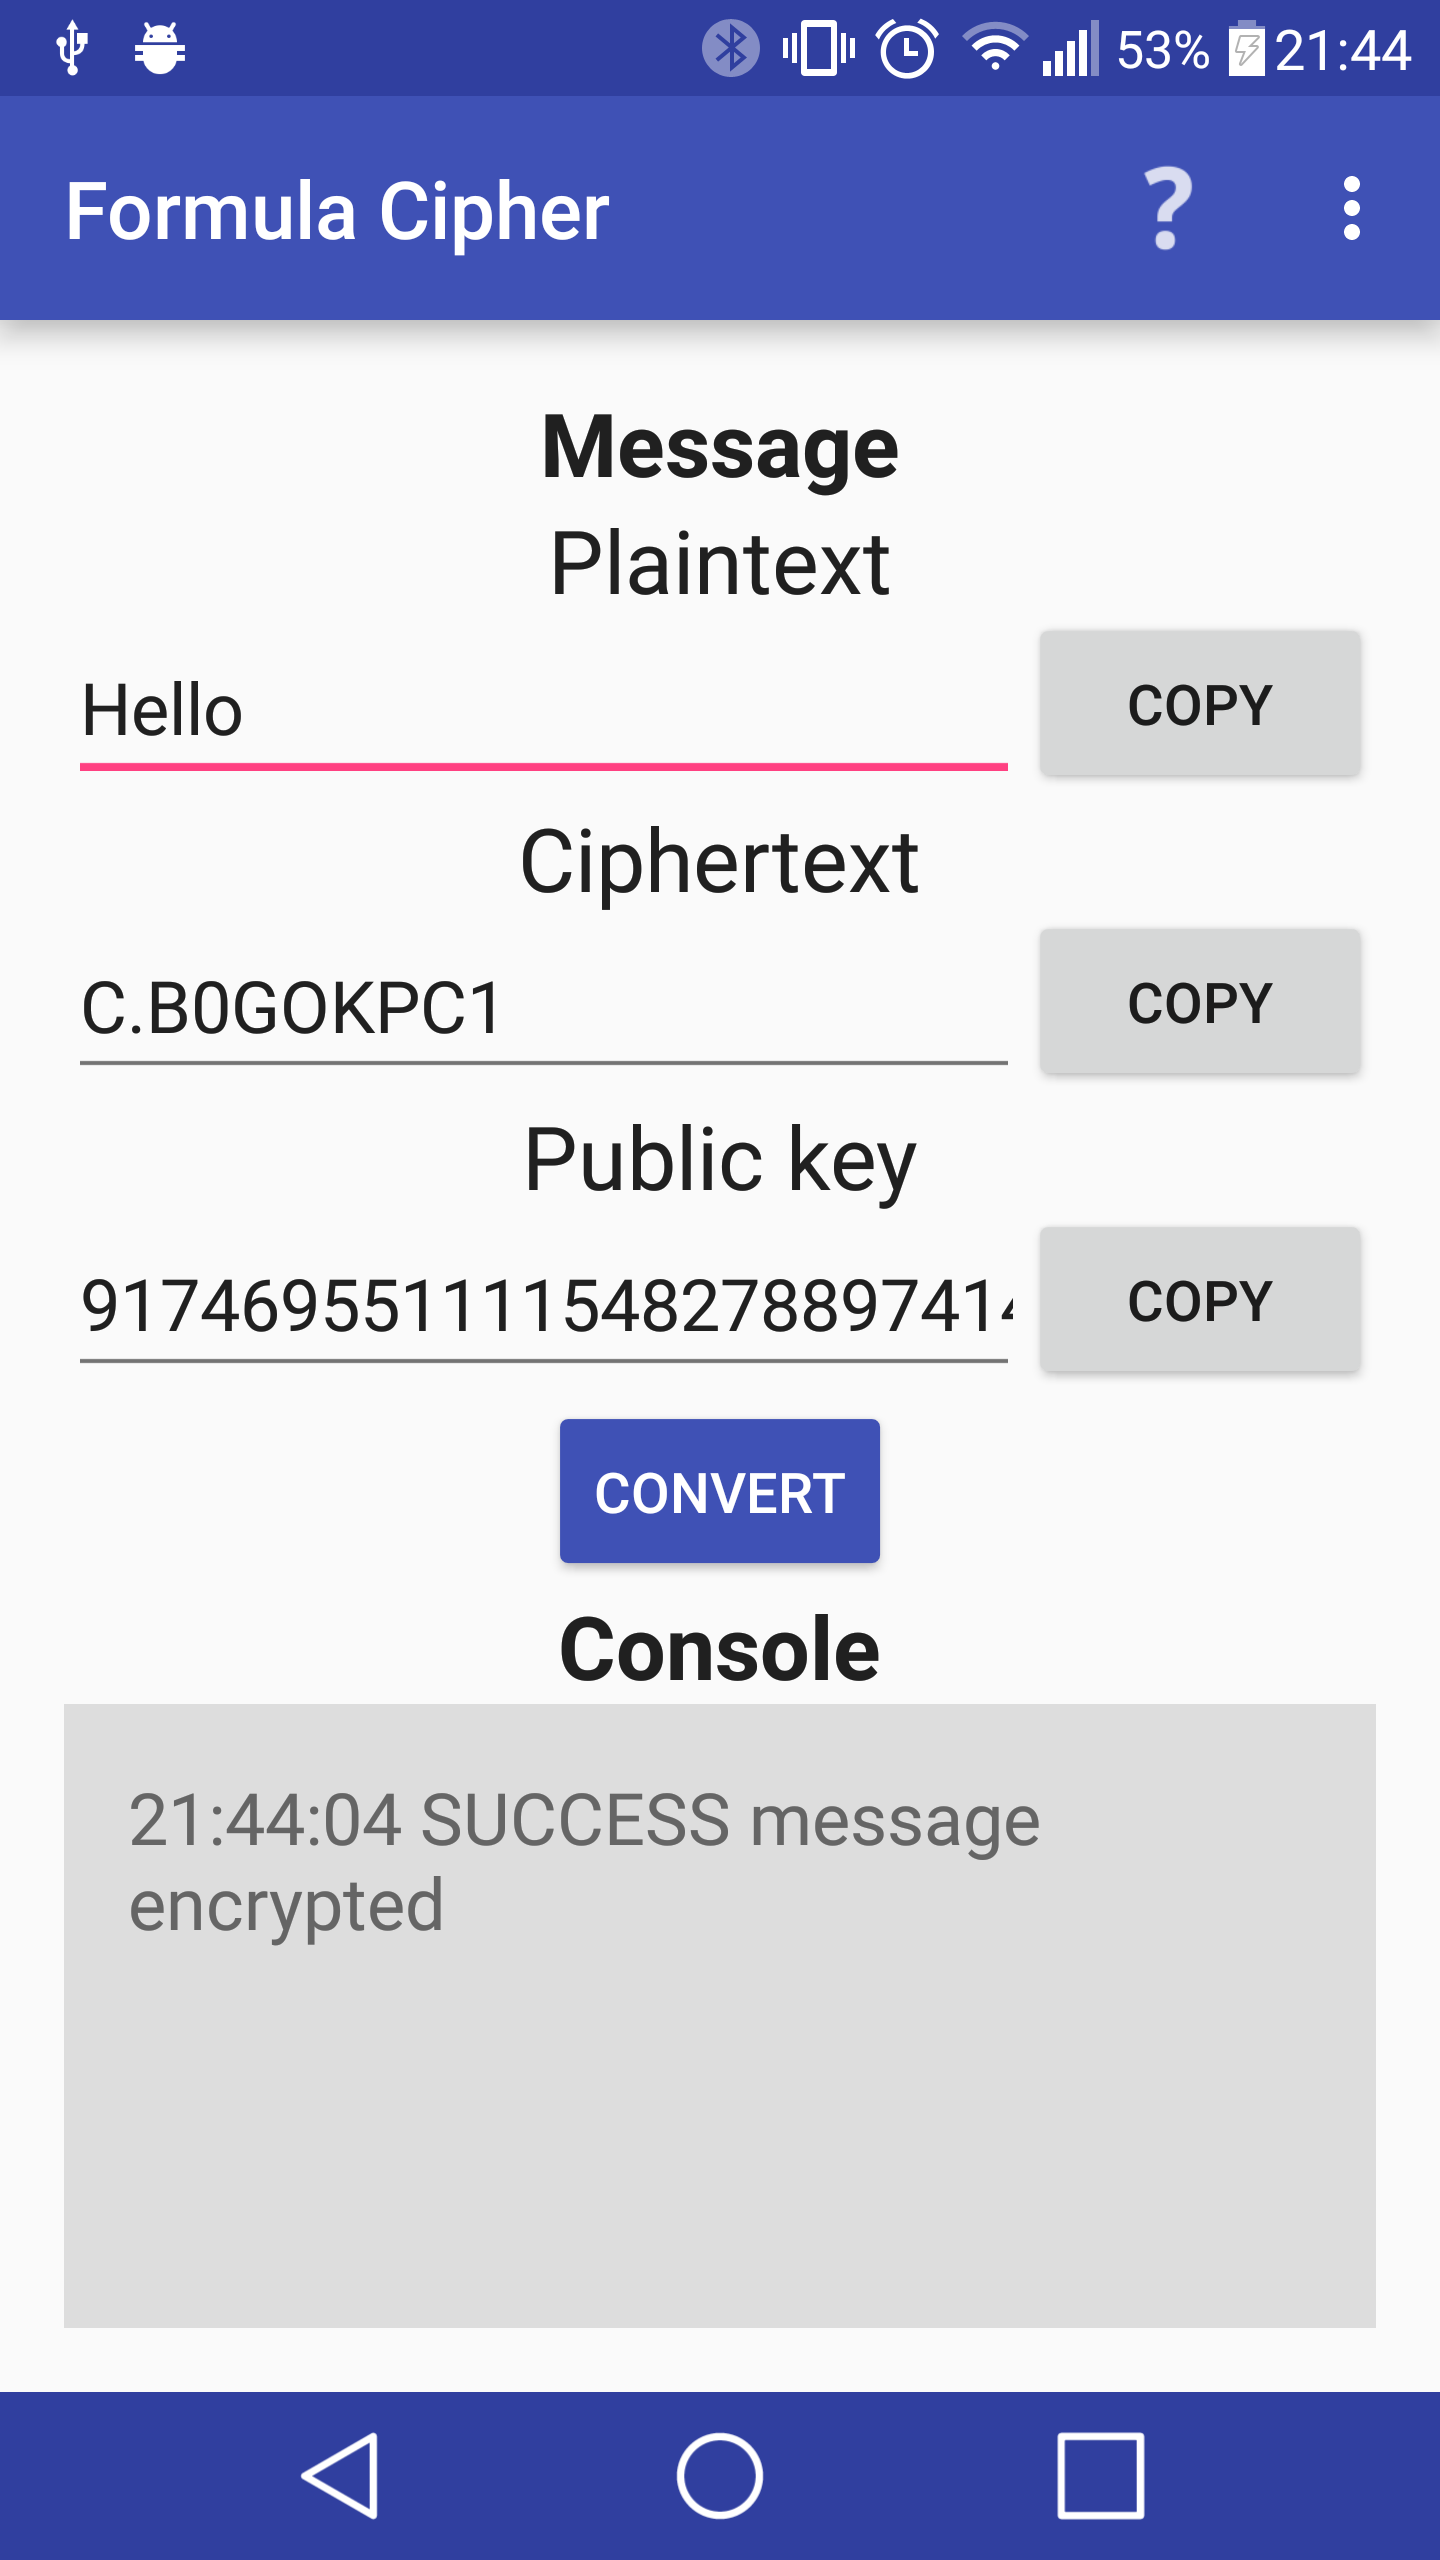 53% 21:44
Formula Cipher ?
Message
Plaintext
Hello COPY
Ciphertext
C.B0GOKPC1 COPY
Public key
91746955111154827889741 COPY
CONVERT
Console
21:44:04 SUCCESS message
encrypted